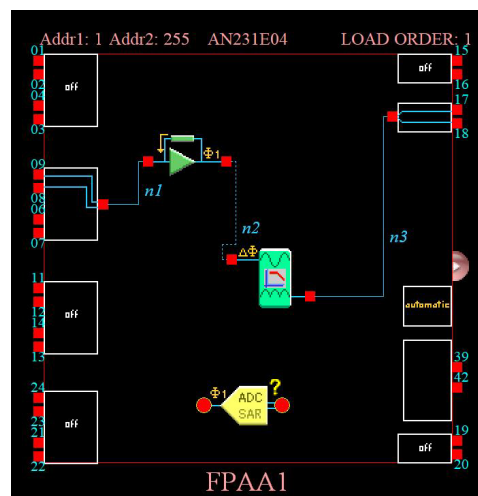 Addr1: 1 Addr2: 255 AN231E04 LOAD ORDER: 1
01
02
04
03
off
15
16
off
17
18
09
08
06
07
n1
Φ1
n2
n3
ΔΦ
11
12
14
13
off
automatic
24
23
21
22
off
Φ1
ADC
SAR
?
39
42
19
20
off
FPAA1